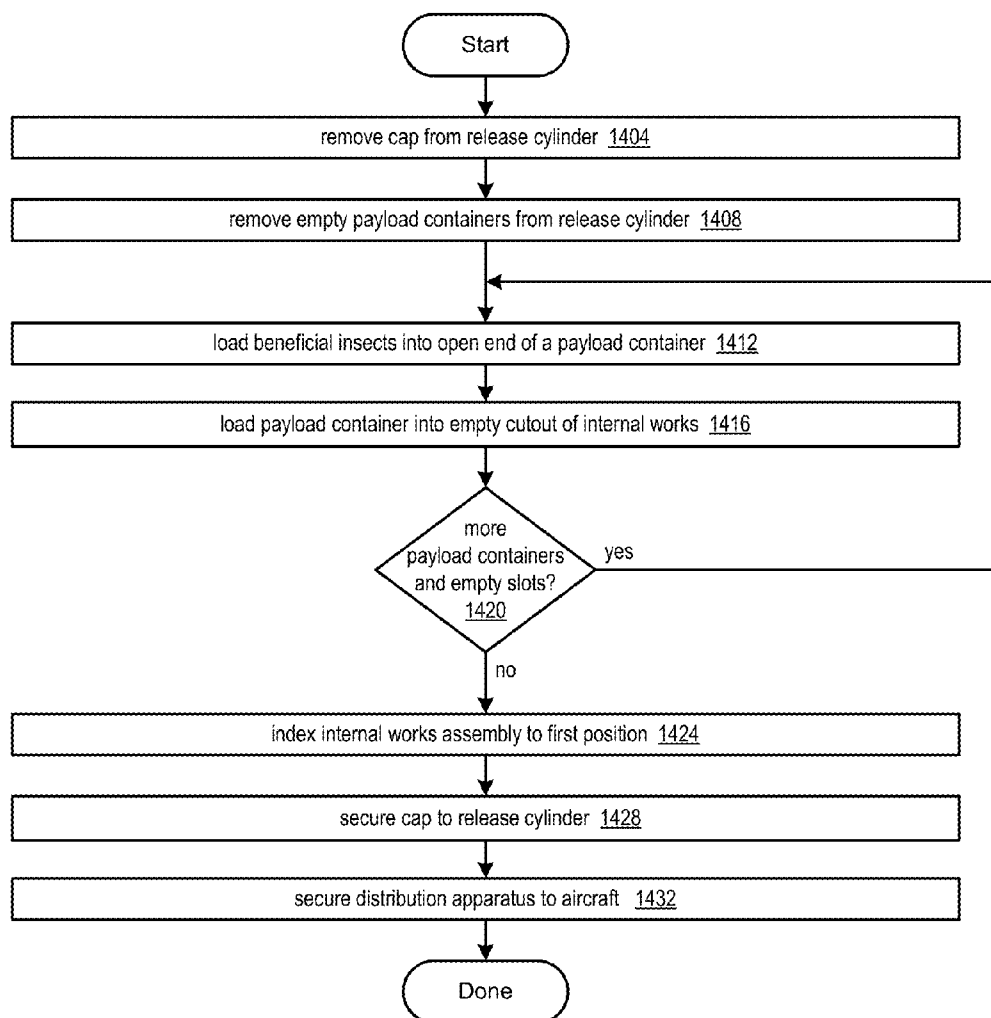 Start
remove cap from release cylinder 1404
remove empty payload containers from release cylinder 1408
load beneficial insects into open end of a payload container 1412
load payload container into empty cutout of internal works 1416
more
payload containers
and empty slots?
1420
yes
no
index internal works assembly to first position 1424
secure cap to release cylinder 1428
secure distribution apparatus to aircraft 1432
Done